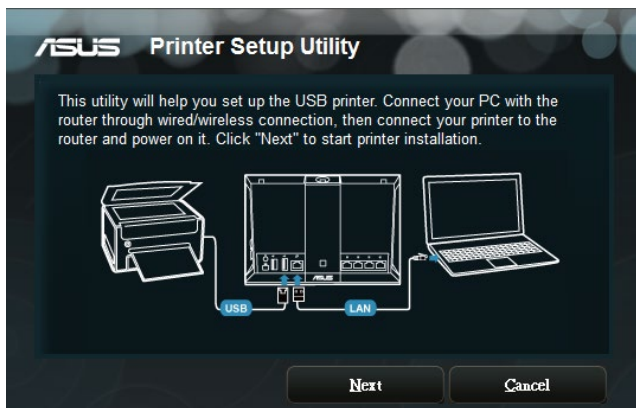 ASUS Printer Setup Utility
This utility will help you set up the USB printer. Connect your PC with the
router through wired/wireless connection, then connect your printer to the
router and power on it. Click "Next" to start printer installation.
ASUS
USB LAN
Next Cancel